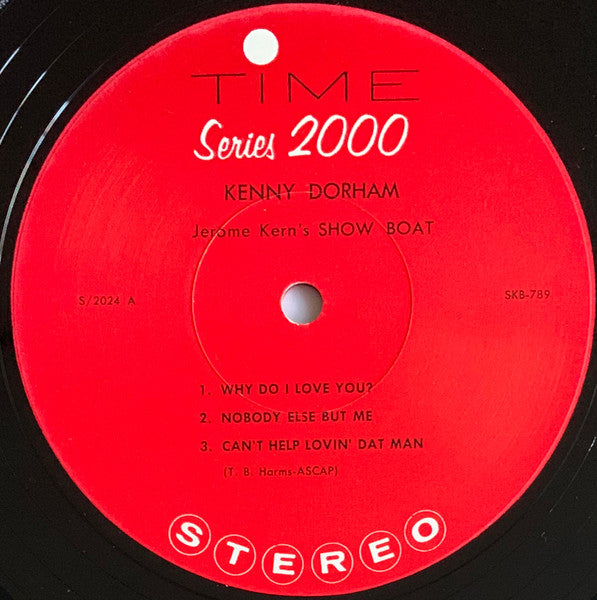 TIME
Series 2000
KENNY DORHAM
Jerome Kern's SHOW BOAT
S/2024 A
SKB-789
1. WHY DO I LOVE YOU?
2. NOBODY ELSE BUT ME
3. CAN'T HELP LOVIN' DAT MAN
(T. B. Harms-ASCAP)
STEREO